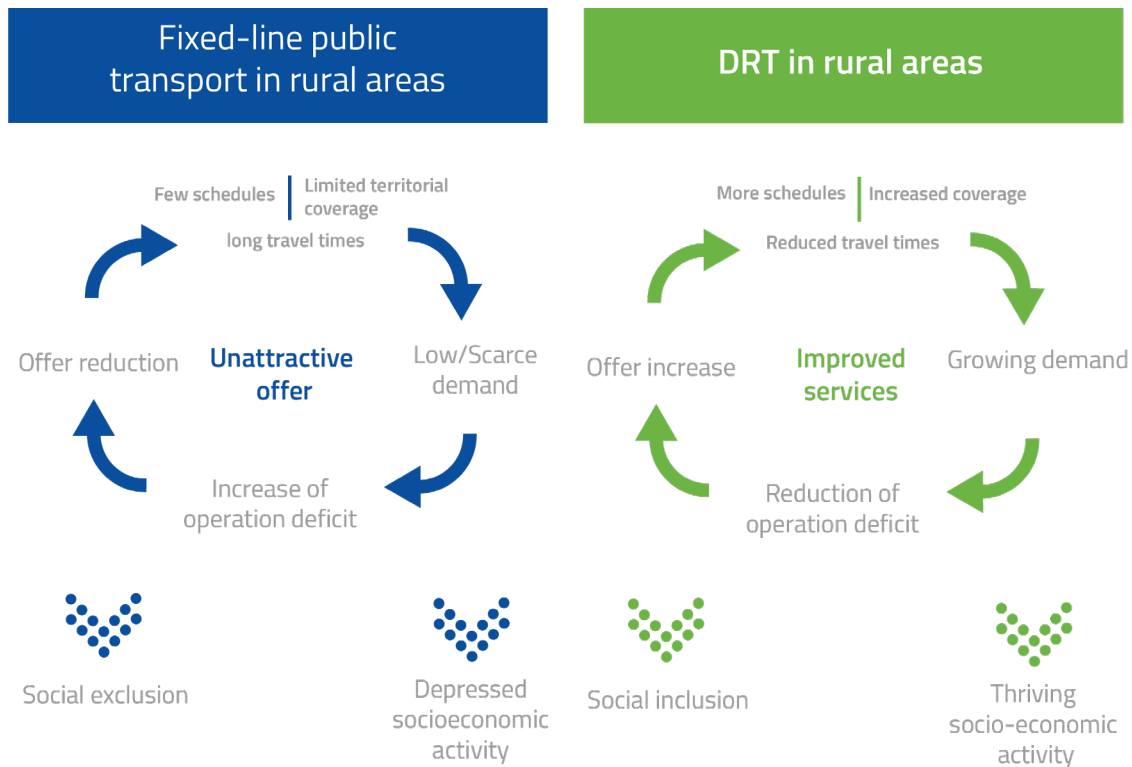 Fixed-line public
transport in rural areas
Few schedules
Limited territorial
coverage
long travel times
Offer reduction
Unattractive
offer
Low/Scarce
demand
Increase of
operation deficit
Social exclusion
Depressed
socioeconomic
activity
DRT in rural areas
More schedules
Increased coverage
Reduced travel times
Offer increase
Improved
services
Growing demand
Reduction of
operation deficit
Social inclusion
Thriving
socio-economic
activity